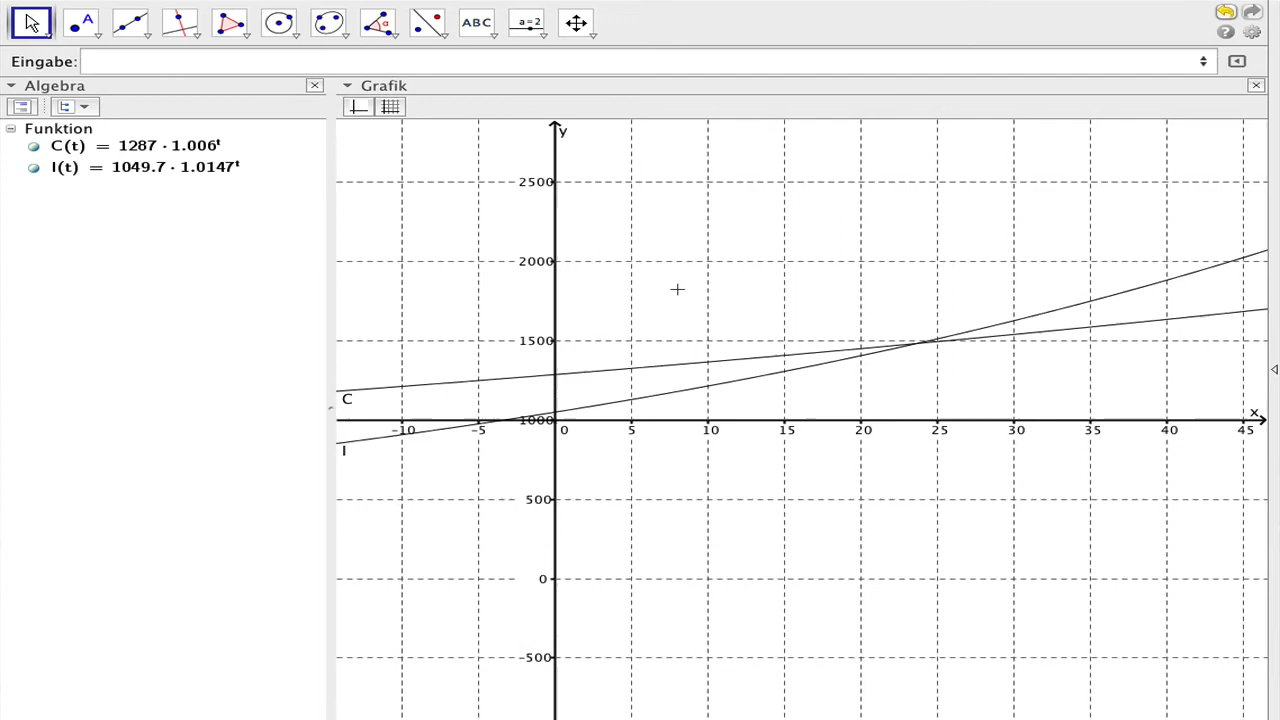 A
α
ABC
a=2
?
Eingabe:
Algebra
Grafik
Funktion
C(t) = 1287 · 1.006ᵗ
I(t) = 1049.7 · 1.0147ᵗ
y
2500
2000
1500
C
1000
x
-10 -5 0 5 10 15 20 25 30 35 40 45
I
500
0
-500